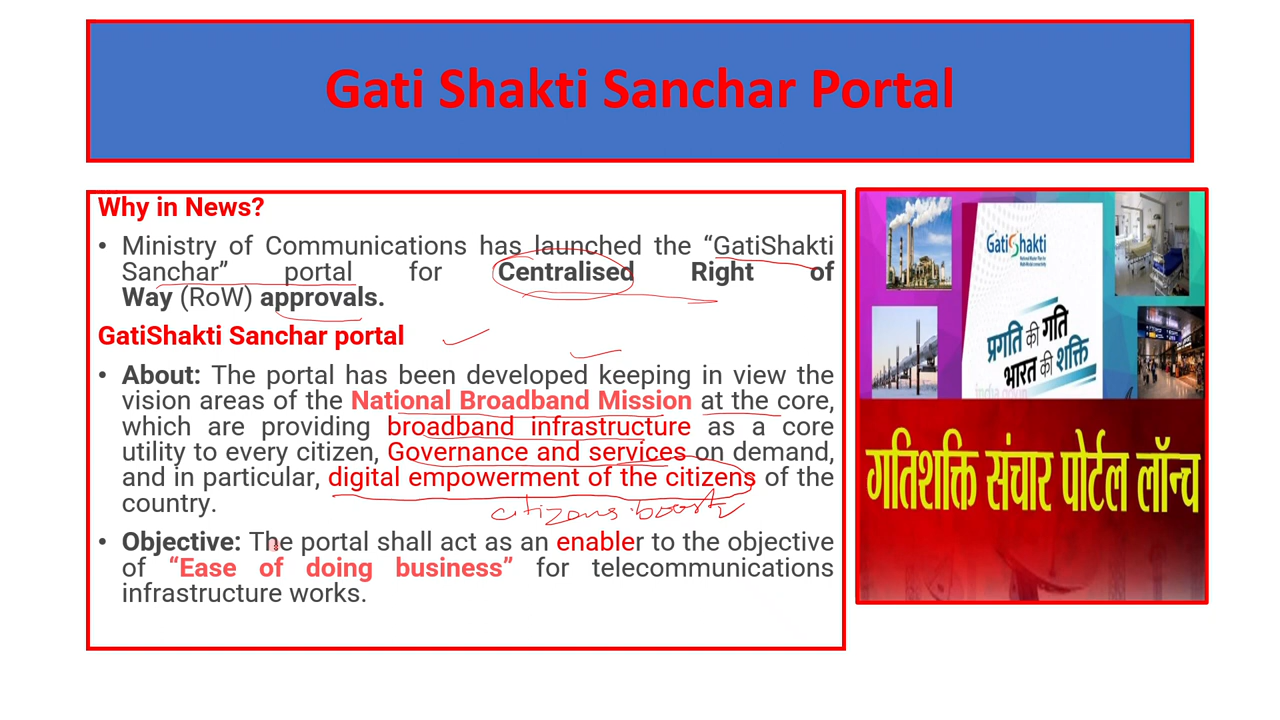 Gati Shakti Sanchar Portal
Why in News?
• Ministry of Communications has launched the “GatiShakti
Sanchar” portal for Centralised Right of
Way (RoW) approvals.
GatiShakti Sanchar portal
• About: The portal has been developed keeping in view the
vision areas of the National Broadband Mission at the core,
which are providing broadband infrastructure as a core
utility to every citizen, Governance and services on demand,
and in particular, digital empowerment of the citizens of the
country.
citizens boost
• Objective: The portal shall act as an enabler to the objective
of “Ease of doing business” for telecommunications
infrastructure works.
GatiShakti
प्रगति की गति
भारत की शक्ति
गतिशक्ति संचार पोर्टल लॉन्च